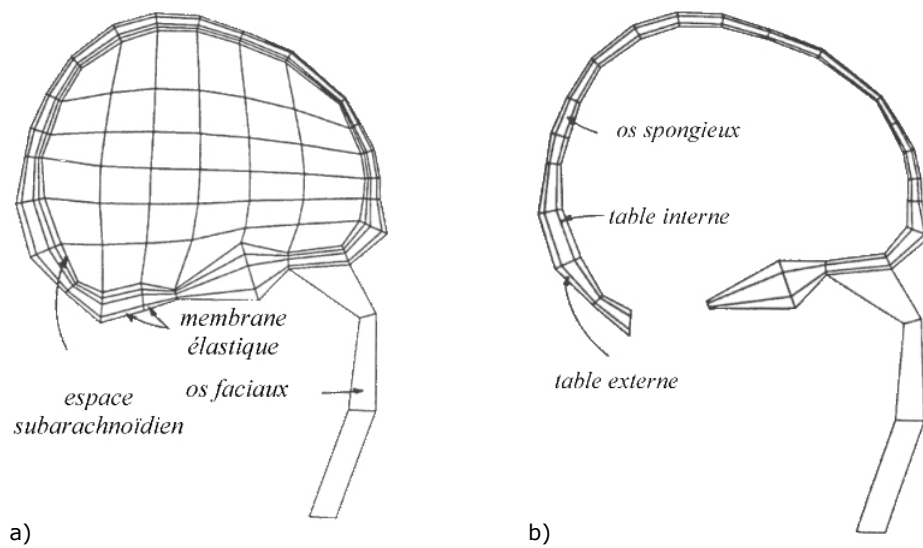 membrane
élastique
os faciaux
espace
subarachnoïdien
a)
os spongieux
table interne
table externe
b)